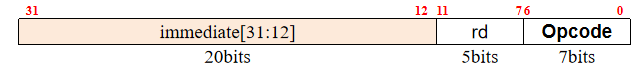 31 12 11 7 6 0
immediate[31:12] rd Opcode
20bits 5bits 7bits